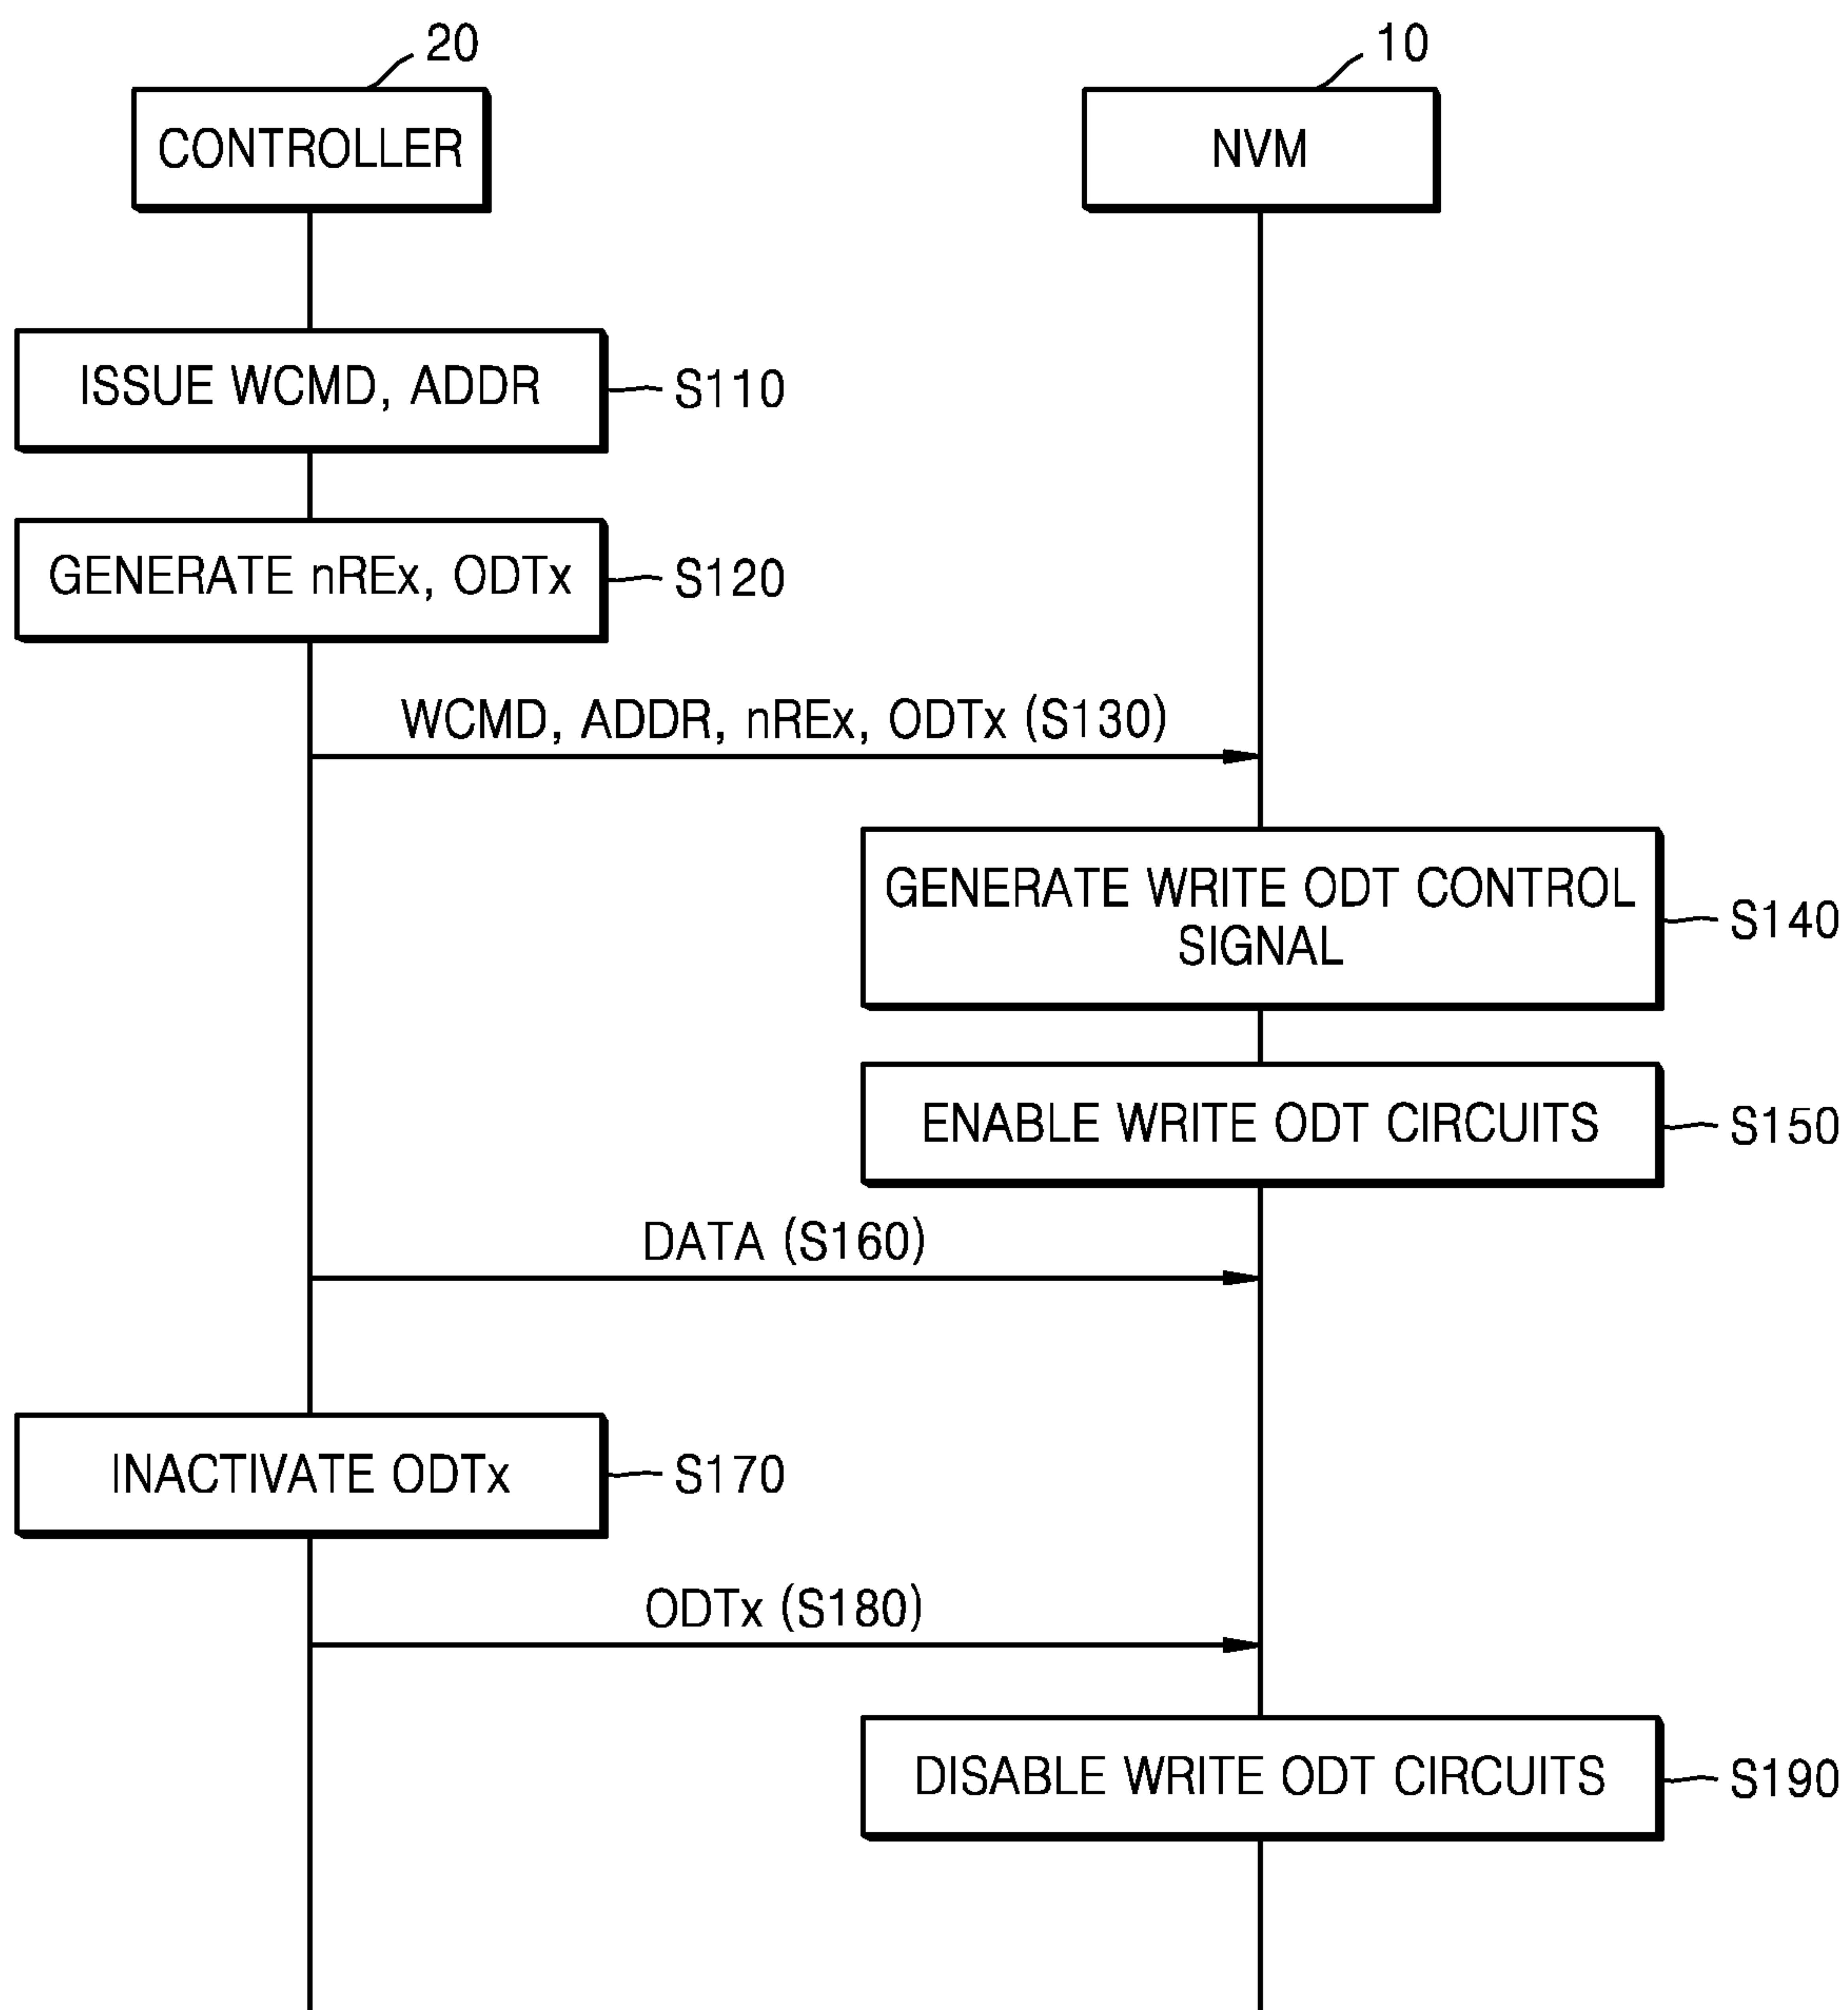 20
10
CONTROLLER
NVM
ISSUE WCMD, ADDR
S110
GENERATE nREx, ODTx
S120
WCMD, ADDR, nREx, ODTx (S130)
GENERATE WRITE ODT CONTROL
SIGNAL
S140
ENABLE WRITE ODT CIRCUITS
S150
DATA (S160)
INACTIVATE ODTx
S170
ODTx (S180)
DISABLE WRITE ODT CIRCUITS
S190